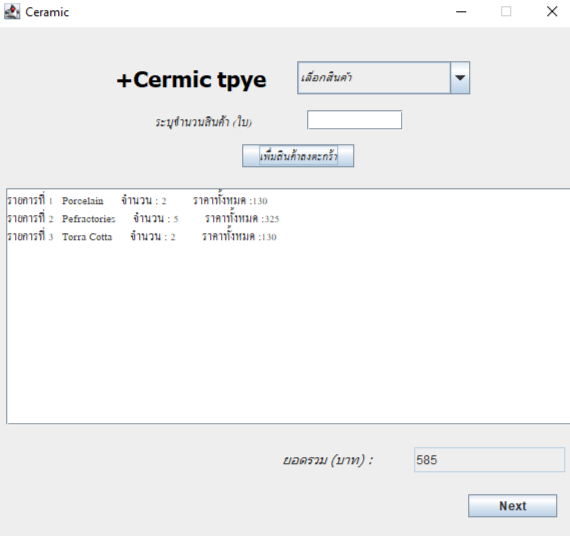 Ceramic
+Cermic tpye เลือกสินค้า
ระบุจำนวนสินค้า (ใบ)
เพิ่มสินค้าลงตะกร้า
รายการที่ 1 Porcelain จำนวน : 2 ราคาทั้งหมด :130
รายการที่ 2 Pefractories จำนวน : 5 ราคาทั้งหมด :325
รายการที่ 3 Torra Cotta จำนวน : 2 ราคาทั้งหมด :130
ยอดรวม (บาท) : 585
Next